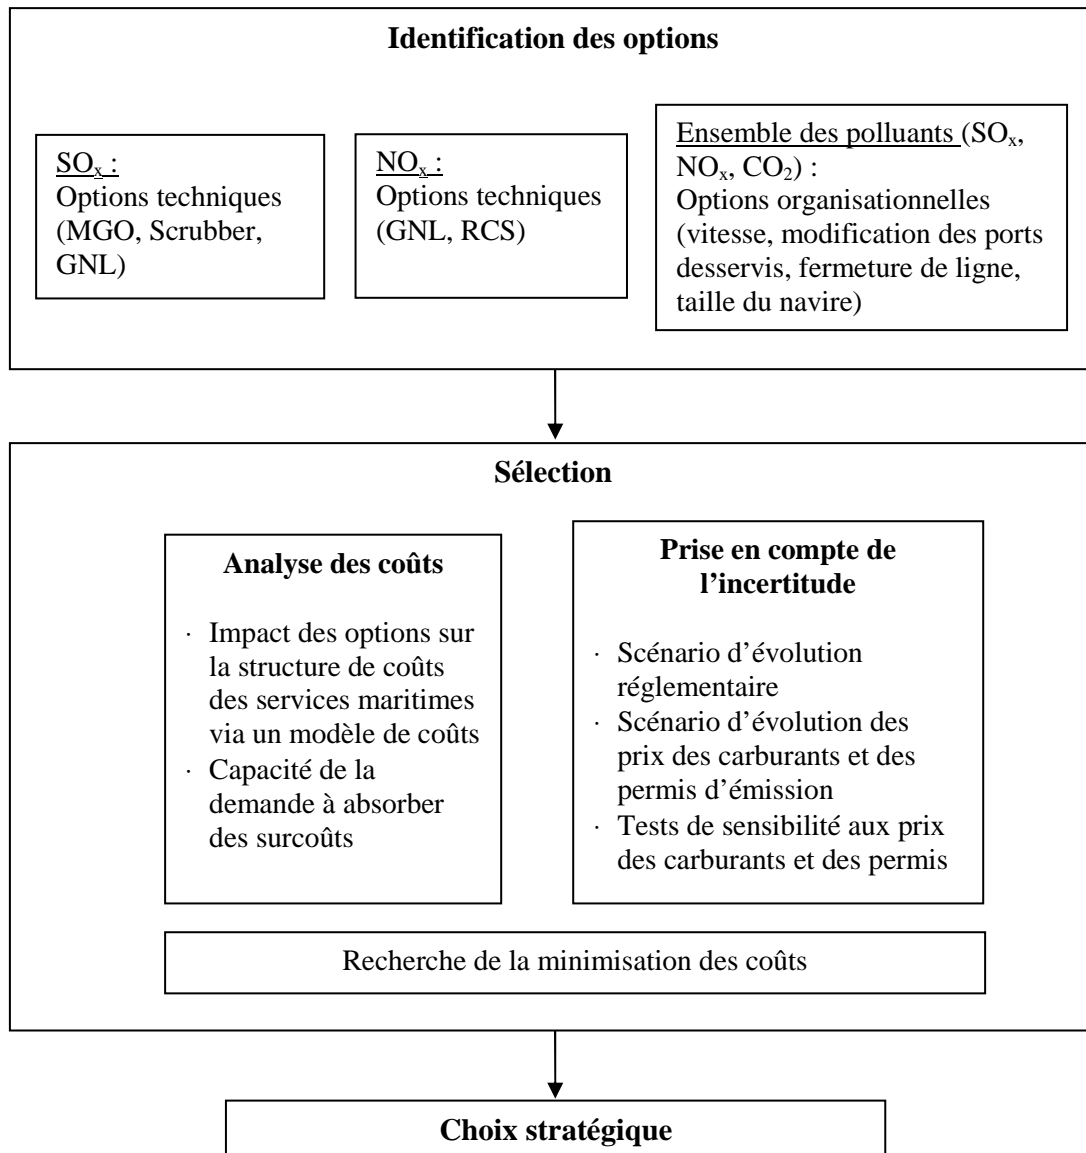 Identification des options
SOx :
Options techniques
(MGO, Scrubber,
GNL)
NOx :
Options techniques
(GNL, RCS)
Ensemble des polluants (SOx,
NOx, CO2) :
Options organisationnelles
(vitesse, modification des ports
desservis, fermeture de ligne,
taille du navire)
Sélection
Analyse des coûts
· Impact des options sur
la structure de coûts
des services maritimes
via un modèle de coûts
· Capacité de la
demande à absorber
des surcoûts
Prise en compte de
l’incertitude
· Scénario d’évolution
réglementaire
· Scénario d’évolution des
prix des carburants et des
permis d’émission
· Tests de sensibilité aux prix
des carburants et des permis
Recherche de la minimisation des coûts
Choix stratégique